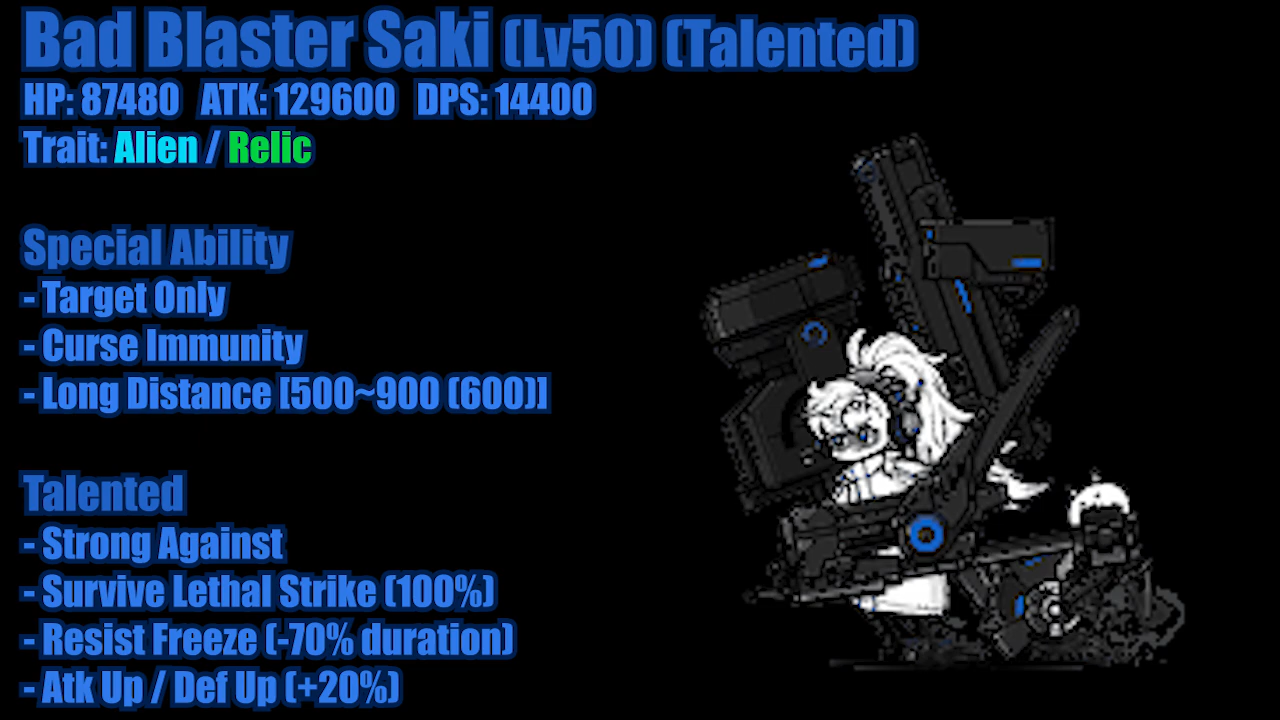 Bad Blaster Saki (Lv50) (Talented)
HP: 87480 ATK: 129600 DPS: 14400
Trait: Alien / Relic
Special Ability
- Target Only
- Curse Immunity
- Long Distance [500~900 (600)]
Talented
- Strong Against
- Survive Lethal Strike (100%)
- Resist Freeze (-70% duration)
- Atk Up / Def Up (+20%)